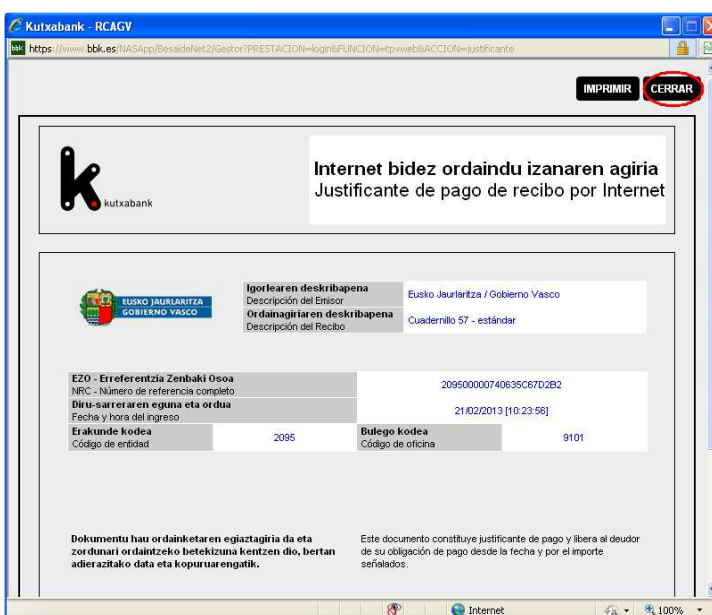 Kutxabank - RCAGV
bbk https://www.bbk.es/NASApp/BesaideNet2/Gestor?PRESTACION=login&FUNCION=tpvweb&ACCION=justificante
IMPRIMIR CERRAR
kutxabank
Internet bidez ordaindu izanaren agiria
Justificante de pago de recibo por Internet
EUSKO JAURLARITZA
GOBIERNO VASCO
Igorlearen deskribapena
Descripción del Emisor
Eusko Jaurlaritza / Gobierno Vasco
Ordainagiriaren deskribapena
Descripción del Recibo
Cuadernillo 57 - estándar
EZO - Erreferentzia Zenbaki Osoa
NRC - Número de referencia completo
209500000740635C67D2B2
Diru-sarreraren eguna eta ordua
Fecha y hora del ingreso
21/02/2013 [10:23:56]
Erakunde kodea
Código de entidad
2095
Bulego kodea
Código de oficina
9101
Dokumentu hau ordainketaren egiaztagiria da eta
zordunari ordaintzeko betekizuna kentzen dio, bertan
adierazitako data eta kopuruarengatik.
Este documento constituye justificante de pago y libera al deudor
de su obligación de pago desde la fecha y por el importe
señalados.
Internet
100%